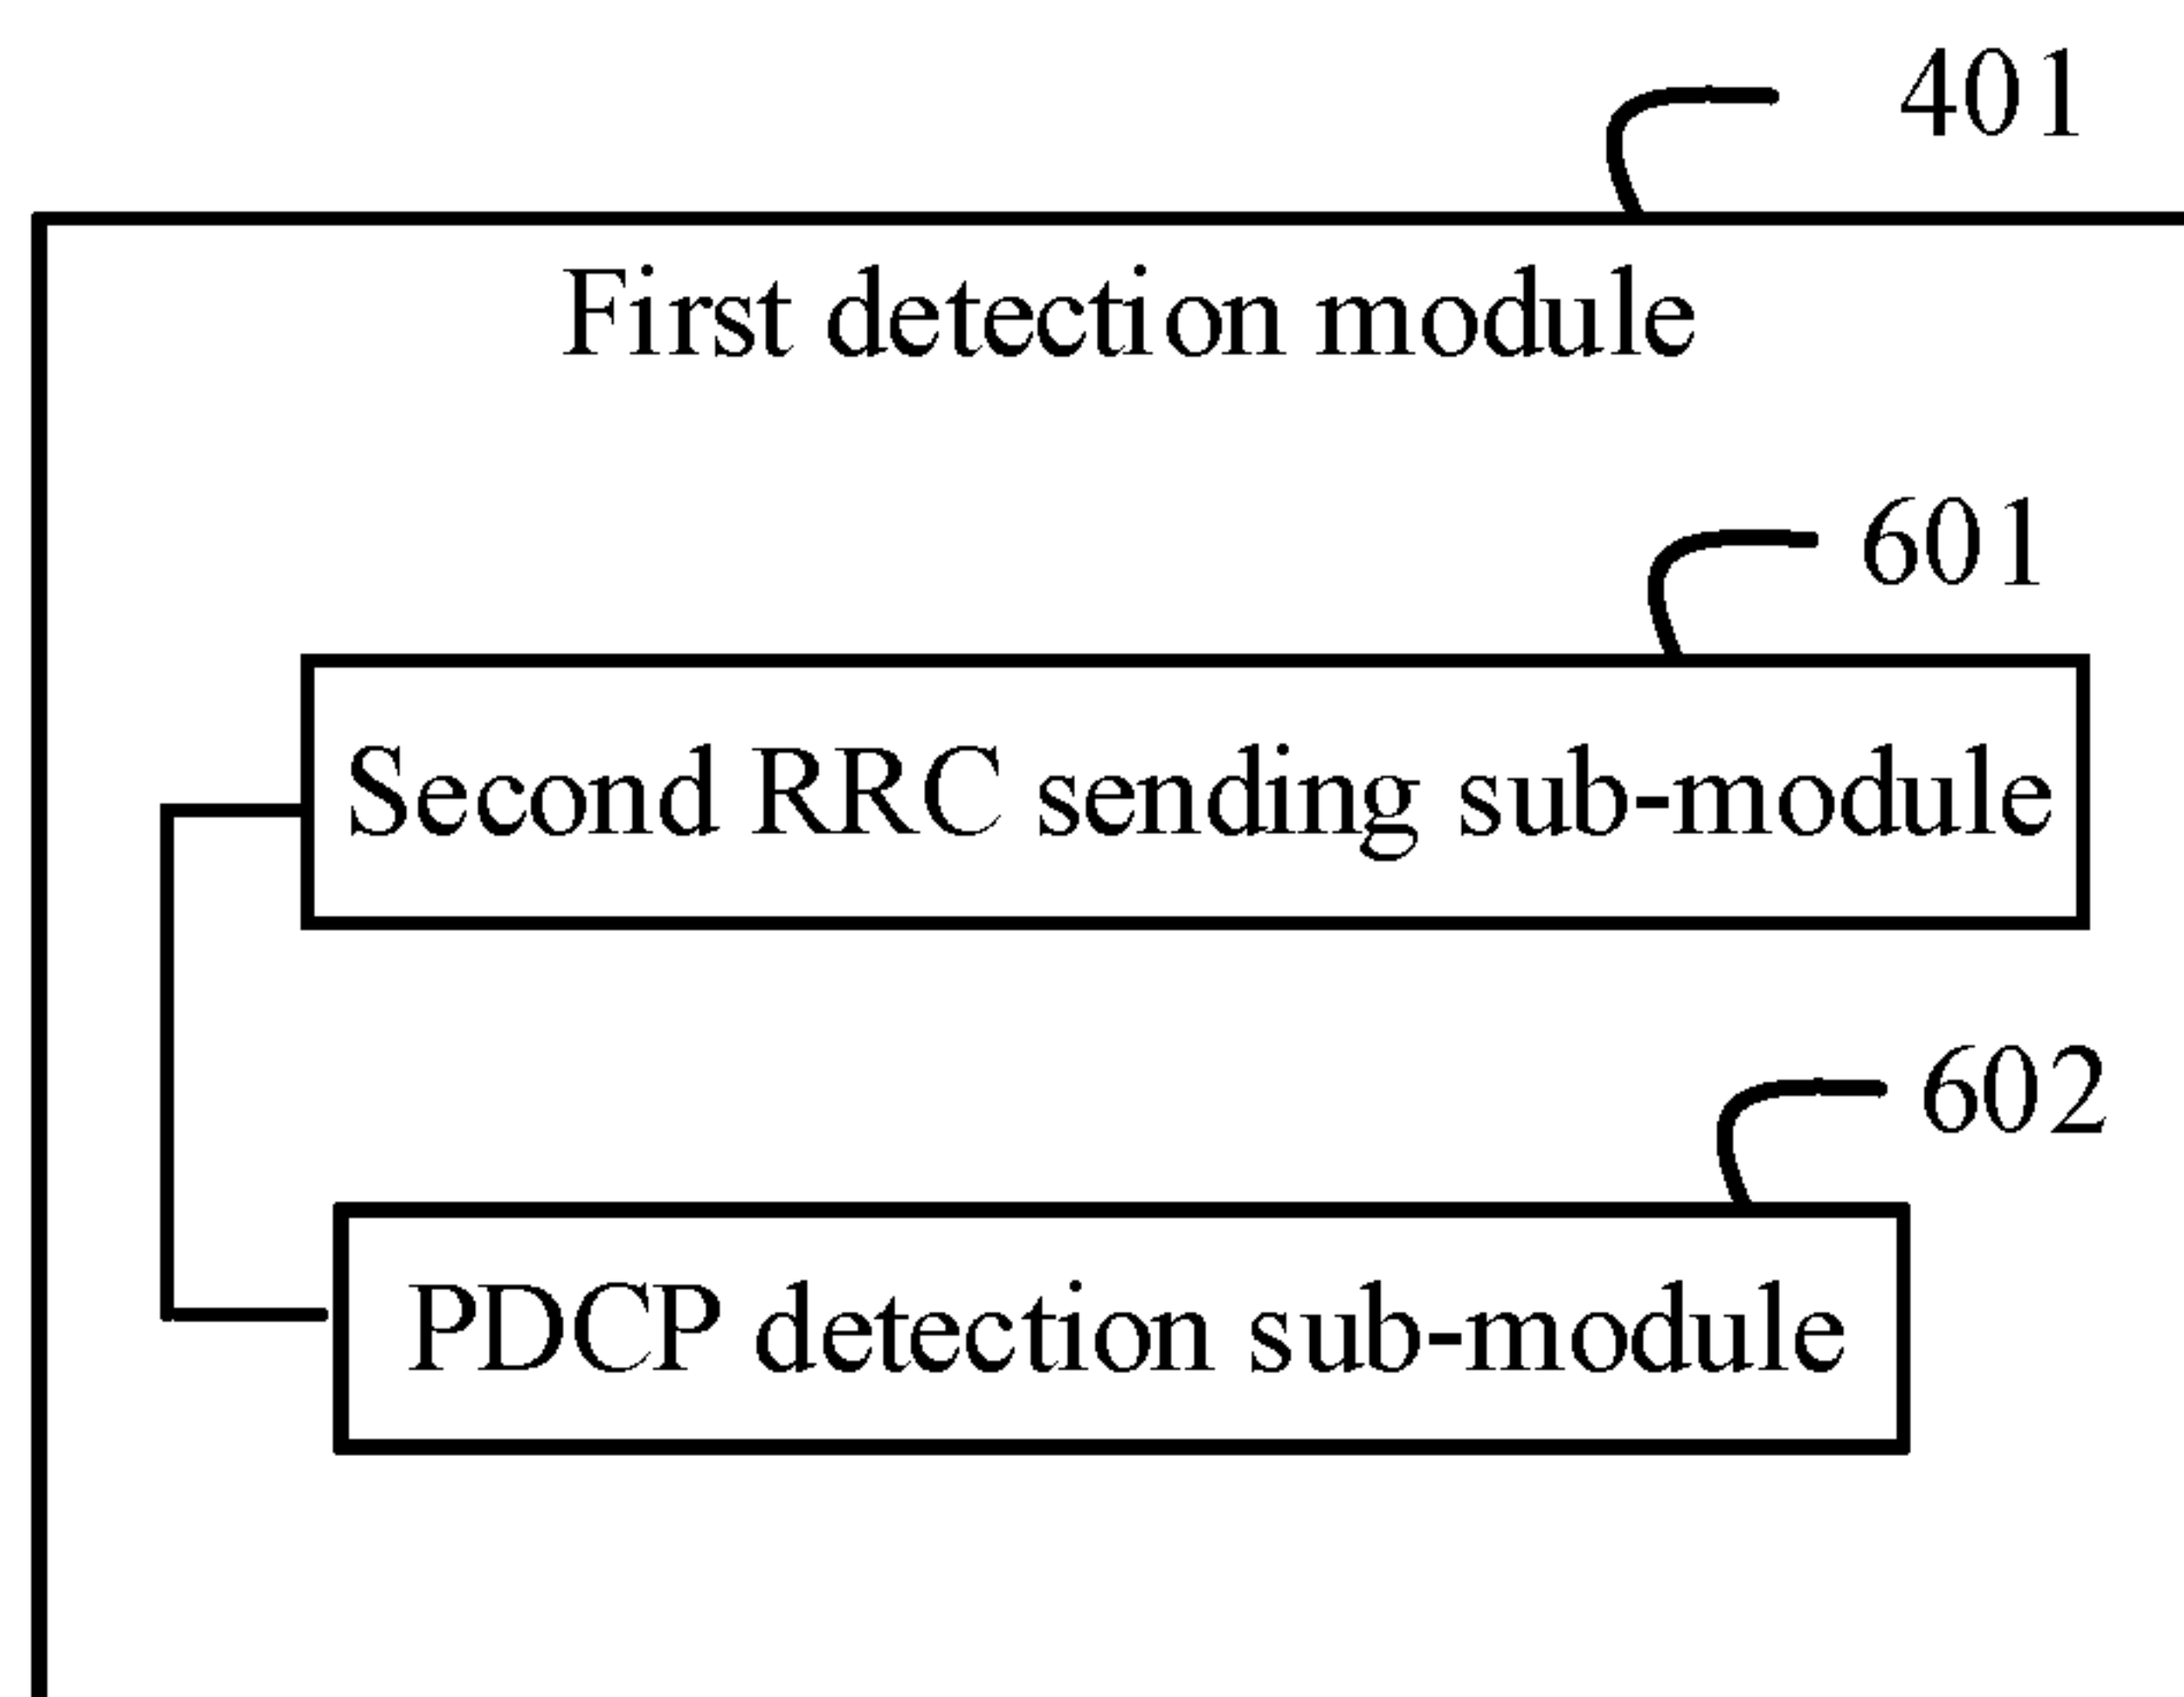 401
First detection module
601
Second RRC sending sub-module
602
PDCP detection sub-module